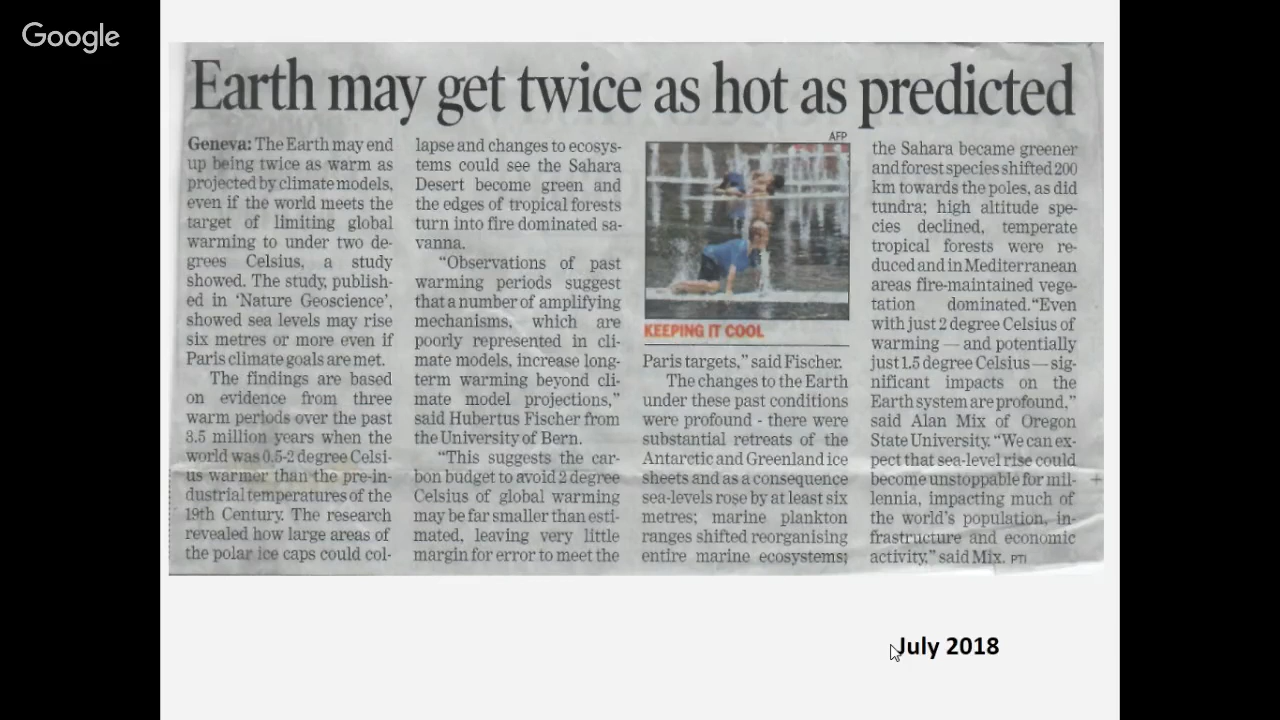 Google
Earth may get twice as hot as predicted
Geneva: The Earth may end
up being twice as warm as
projected by climate models,
even if the world meets the
target of limiting global
warming to under two de-
grees Celsius, a study
showed. The study, publish-
ed in 'Nature Geoscience',
showed sea levels may rise
six metres or more even if
Paris climate goals are met.
The findings are based
on evidence from three
warm periods over the past
3.5 million years when the
world was 0.5-2 degree Celsi-
us warmer than the pre-in-
dustrial temperatures of the
19th Century. The research
revealed how large areas of
the polar ice caps could col-
lapse and changes to ecosys-
tems could see the Sahara
Desert become green and
the edges of tropical forests
turn into fire dominated sa-
vanna.
"Observations of past
warming periods suggest
that a number of amplifying
mechanisms, which are
poorly represented in cli-
mate models, increase long-
term warming beyond cli-
mate model projections,"
said Hubertus Fischer from
the University of Bern.
"This suggests the car-
bon budget to avoid 2 degree
Celsius of global warming
may be far smaller than esti-
mated, leaving very little
margin for error to meet the
AFP
KEEPING IT COOL
Paris targets," said Fischer.
The changes to the Earth
under these past conditions
were profound - there were
substantial retreats of the
Antarctic and Greenland ice
sheets and as a consequence
sea-levels rose by at least six
metres; marine plankton
ranges shifted reorganising
entire marine ecosystems;
the Sahara became greener
and forest species shifted 200
km towards the poles, as did
tundra; high altitude spe-
cies declined, temperate
tropical forests were re-
duced and in Mediterranean
areas fire-maintained vege-
tation dominated."Even
with just 2 degree Celsius of
warming — and potentially
just 1.5 degree Celsius — sig-
nificant impacts on the
Earth system are profound,"
said Alan Mix of Oregon
State University. "We can ex-
pect that sea-level rise could
become unstoppable for mil-
lennia, impacting much of
the world's population, in-
frastructure and economic
activity," said Mix. PTI
July 2018